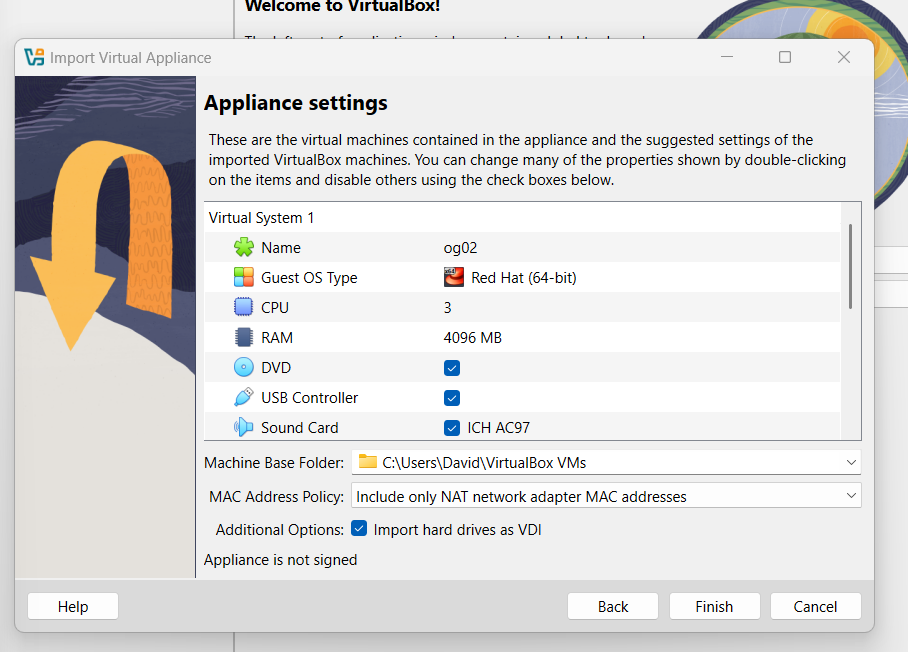 Welcome to VirtualBox!
Import Virtual Appliance
Appliance settings
These are the virtual machines contained in the appliance and the suggested settings of the
imported VirtualBox machines. You can change many of the properties shown by double-clicking
on the items and disable others using the check boxes below.
Virtual System 1
Name og02
Guest OS Type Red Hat (64-bit)
CPU 3
RAM 4096 MB
DVD
USB Controller
Sound Card ICH AC97
Machine Base Folder: C:\Users\David\VirtualBox VMs
MAC Address Policy: Include only NAT network adapter MAC addresses
Additional Options: Import hard drives as VDI
Appliance is not signed
Help Back Finish Cancel